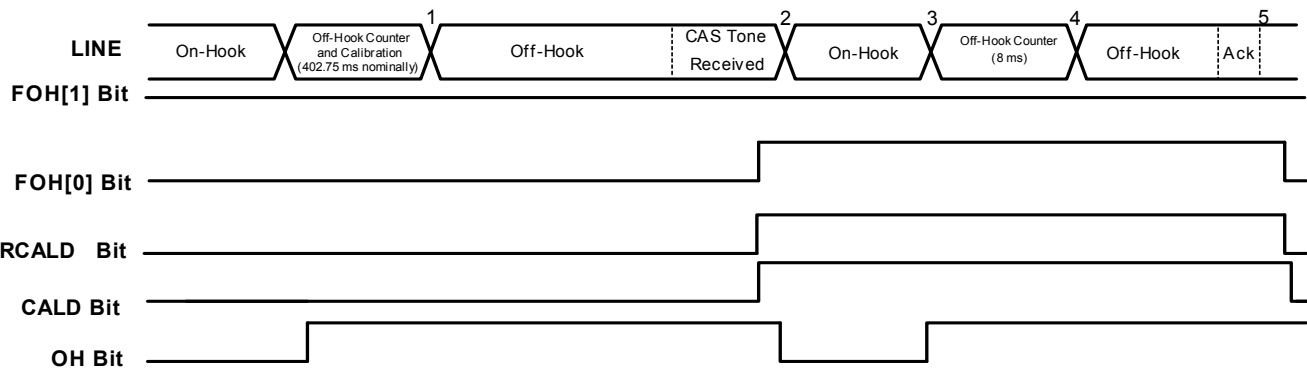 1 2 3 4 5
LINE
On-Hook
Off-Hook Counter
and Calibration
(402.75 ms nominally)
Off-Hook
CAS Tone
Received
On-Hook
Off-Hook Counter
(8 ms)
Off-Hook
Ack
FOH[1] Bit
FOH[0] Bit
RCALD Bit
CALD Bit
OH Bit